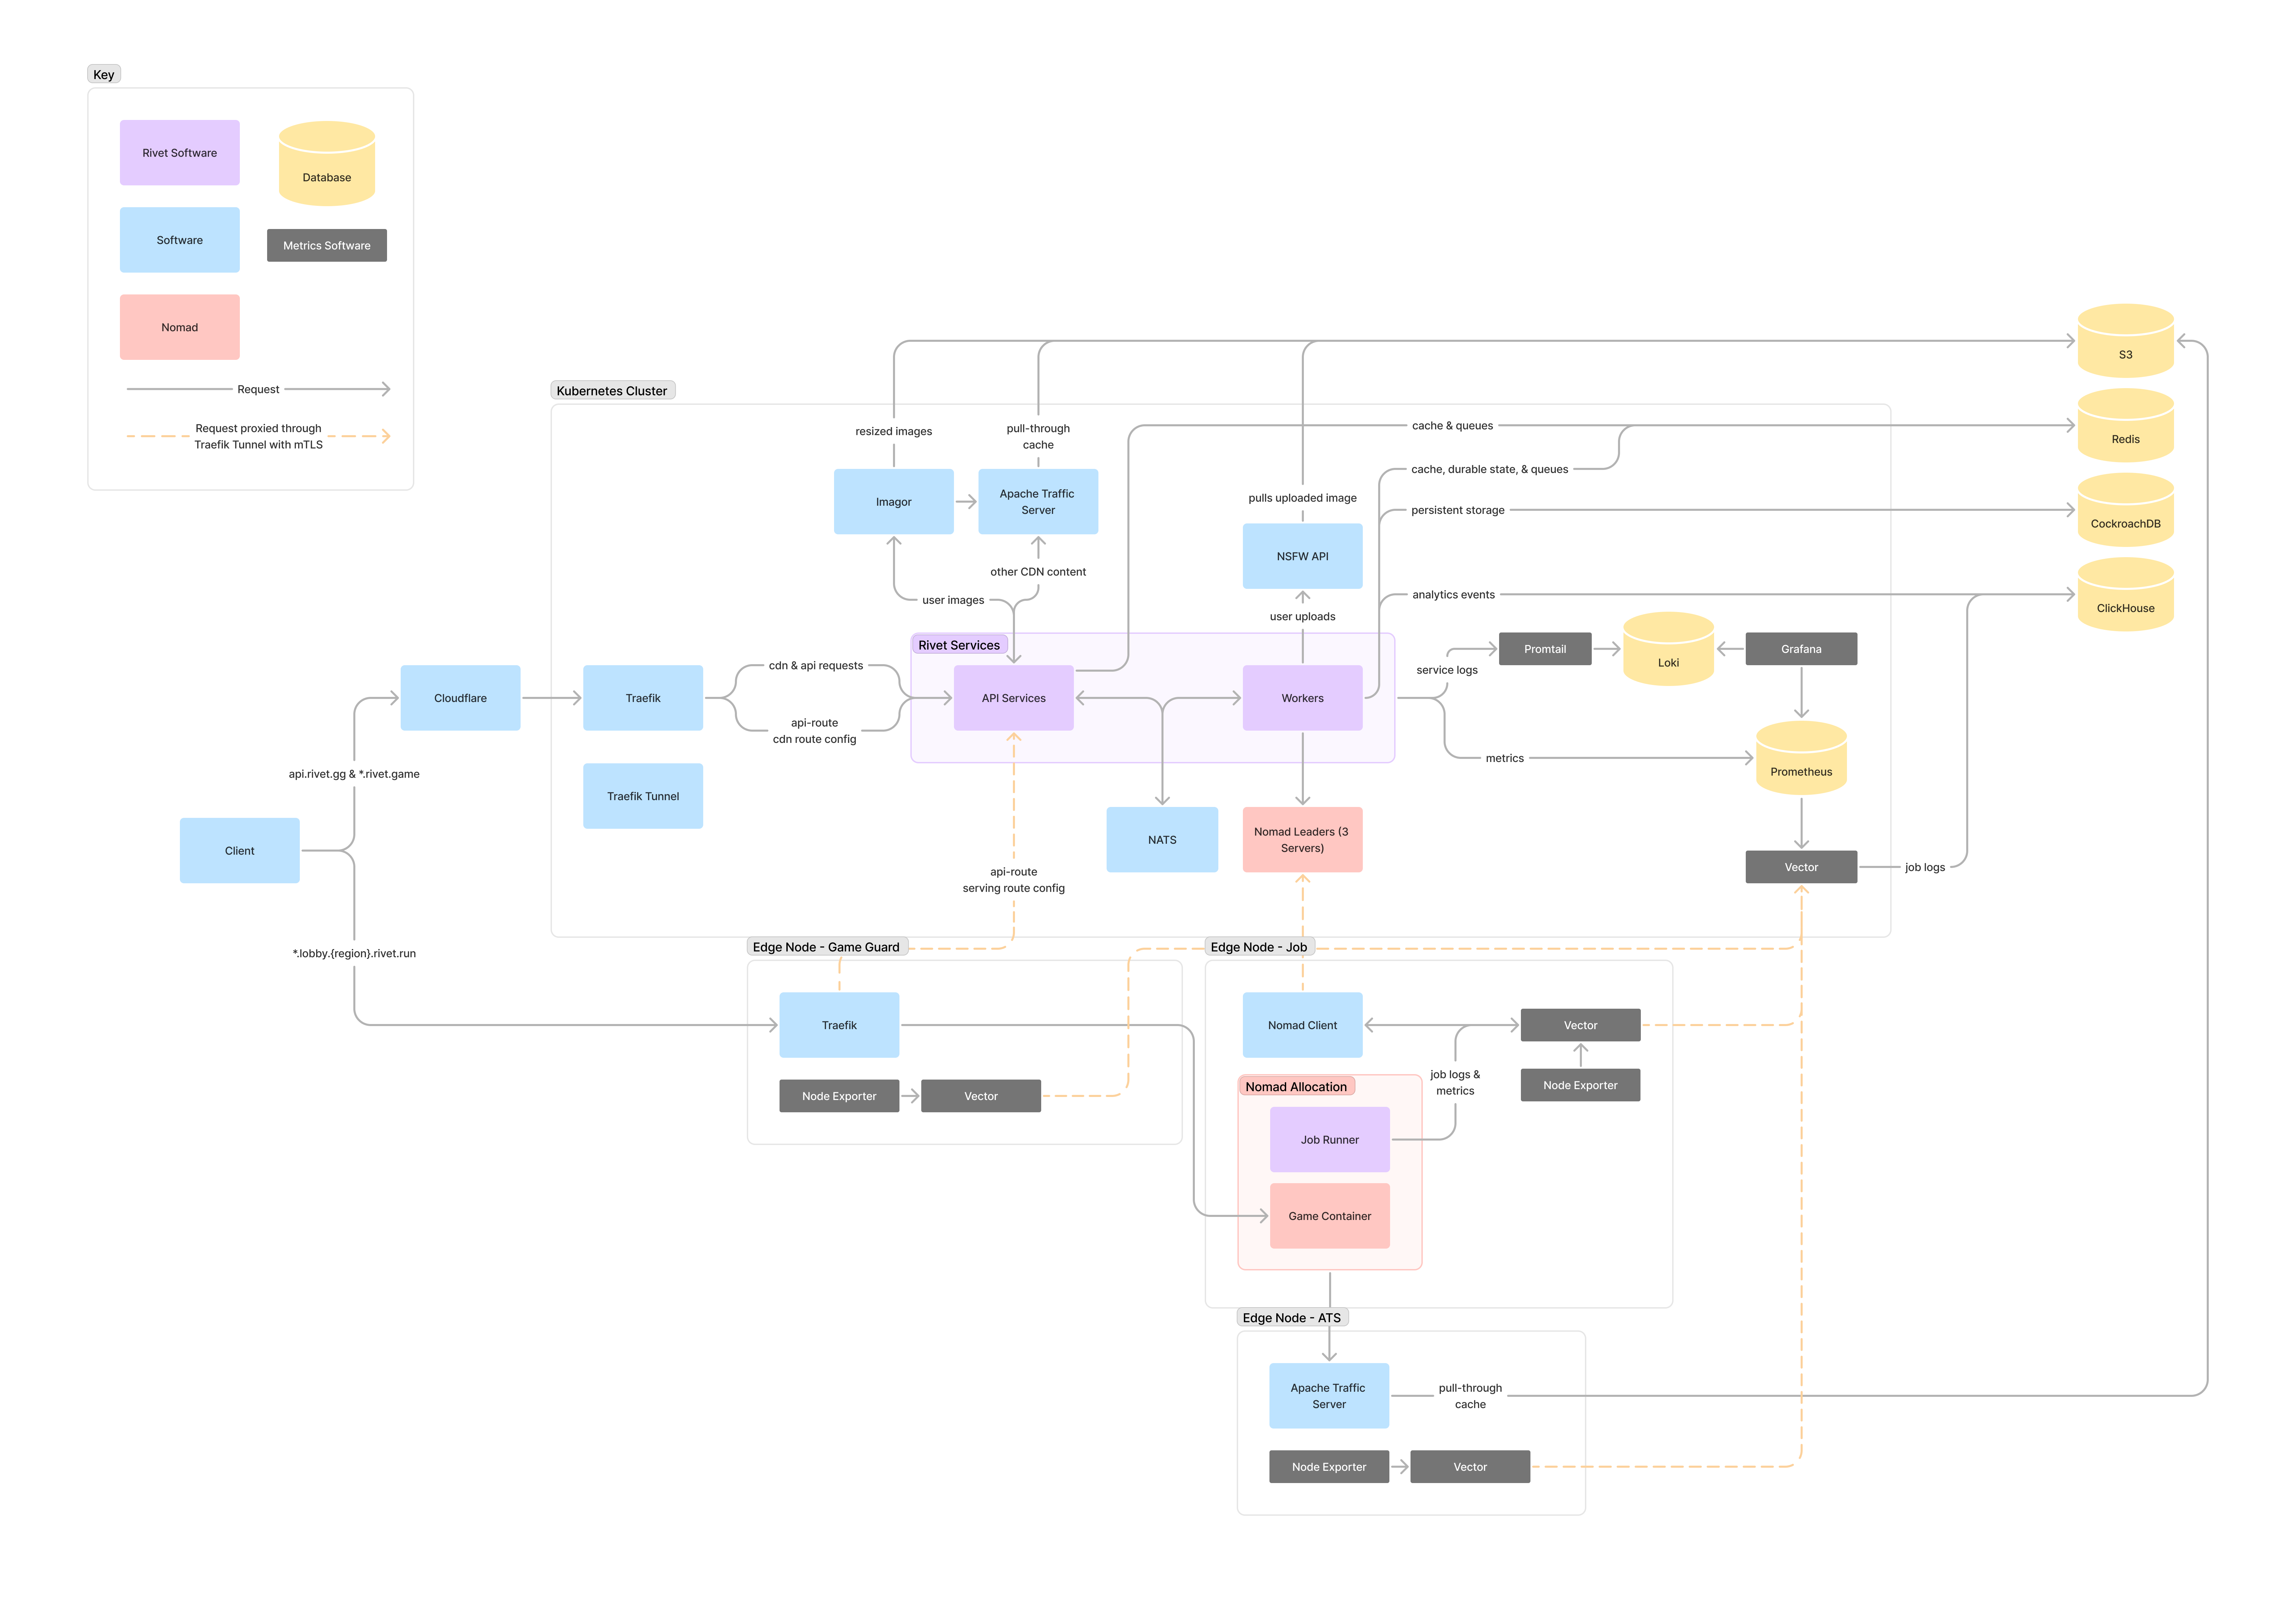 Key
Rivet Software
Database
Software
Metrics Software
Nomad
Request
Request proxied through
Traefik Tunnel with mTLS
Kubernetes Cluster
S3
Redis
CockroachDB
ClickHouse
resized images
pull-through
cache
cache & queues
cache, durable state, & queues
pulls uploaded image
persistent storage
Imagor
Apache Traffic
Server
NSFW API
other CDN content
user images
user uploads
analytics events
Rivet Services
cdn & api requests
Promtail
Loki
Grafana
service logs
Cloudflare
Traefik
API Services
Workers
api-route
cdn route config
metrics
Prometheus
api.rivet.gg & *.rivet.game
Traefik Tunnel
Client
NATS
Nomad Leaders (3
Servers)
Vector
job logs
api-route
serving route config
*.lobby.{region}.rivet.run
Edge Node - Game Guard
Traefik
Node Exporter
Vector
Edge Node - Job
Nomad Client
Vector
Node Exporter
job logs &
metrics
Nomad Allocation
Job Runner
Game Container
Edge Node - ATS
Apache Traffic
Server
pull-through
cache
Node Exporter
Vector